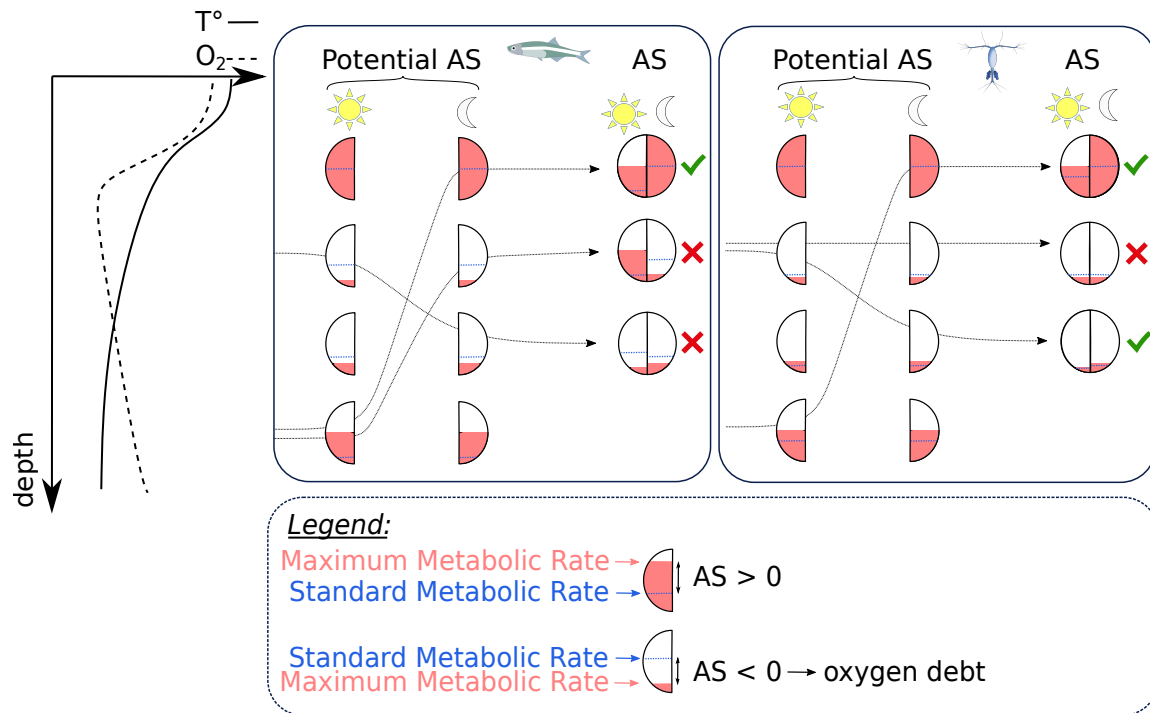 T°
O₂
depth
Potential AS
AS
Potential AS
AS
Legend:
Maximum Metabolic Rate
Standard Metabolic Rate
AS > 0
Standard Metabolic Rate
Maximum Metabolic Rate
AS < 0 → oxygen debt